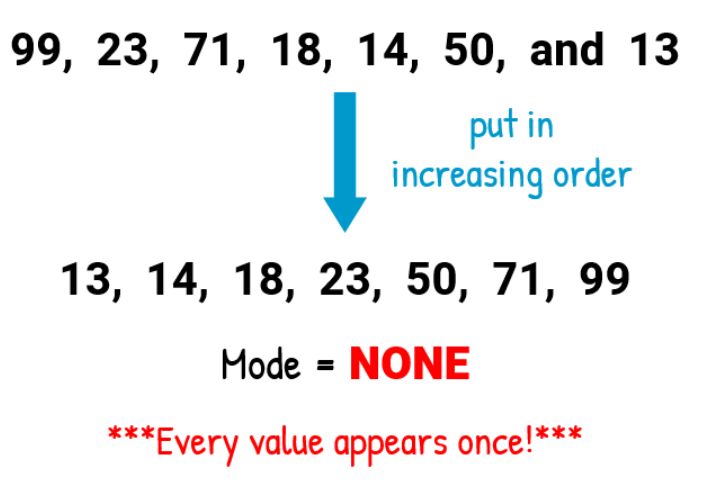 99, 23, 71, 18, 14, 50, and 13
put in
increasing order
13, 14, 18, 23, 50, 71, 99
Mode = NONE
***Every value appears once!***